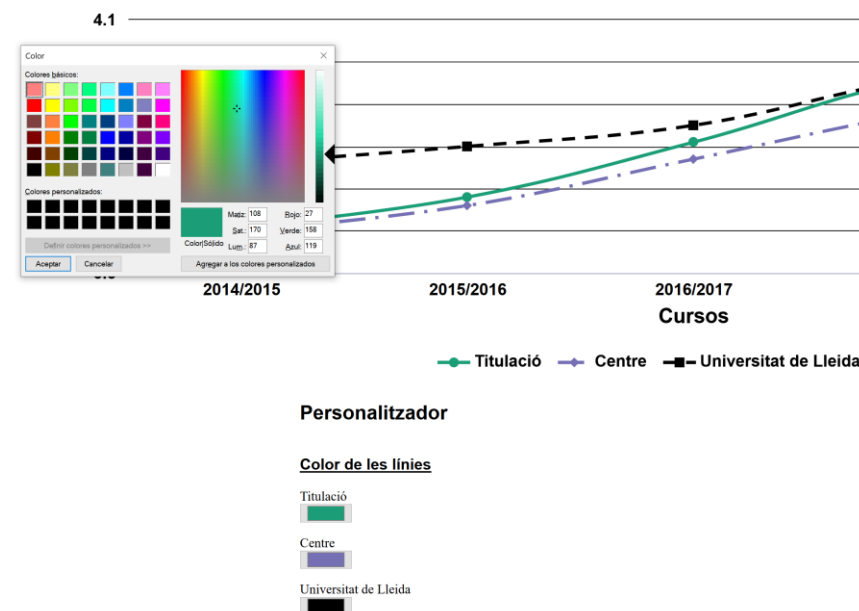 4.1
Color
Colores básicos:
Colores personalizados:
Definir colores personalizados >>
Aceptar
Cancelar
Color|Sólido
Matiz: 108
Sat.: 170
Lum.: 87
Rojo: 27
Verde: 158
Azul: 119
Agregar a los colores personalizados
2014/2015
2015/2016
2016/2017
Cursos
Titulació
Centre
Universitat de Lleida
Personalitzador
Color de les línies
Titulació
Centre
Universitat de Lleida